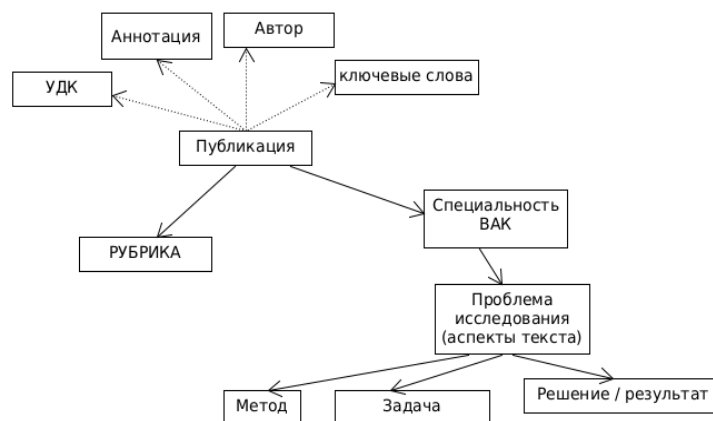 Автор
Аннотация
ключевые слова
УДК
Публикация
Специальность
ВАК
РУБРИКА
Проблема
исследования
(аспекты текста)
Решение / результат
Метод
Задача